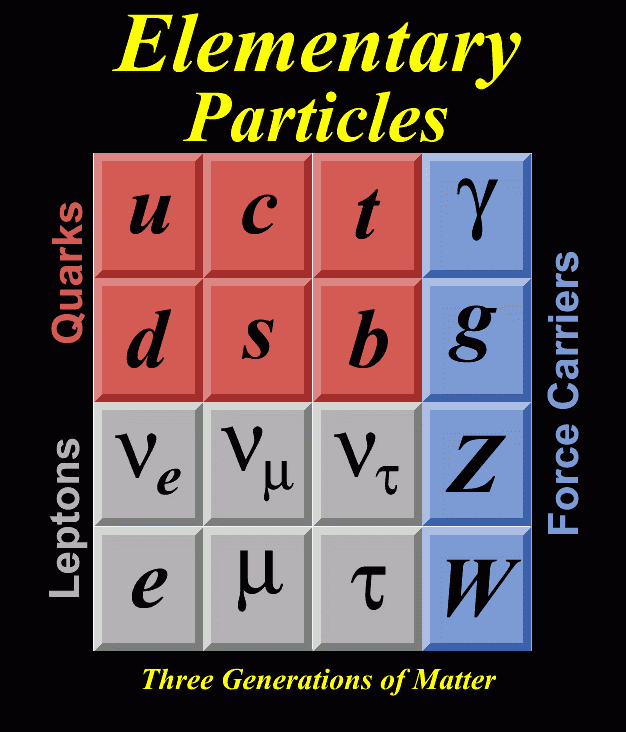 Elementary
Particles
Quarks
u c t γ
d s b g
Leptons
νe νμ ντ Z
e μ τ W
Force Carriers
Three Generations of Matter